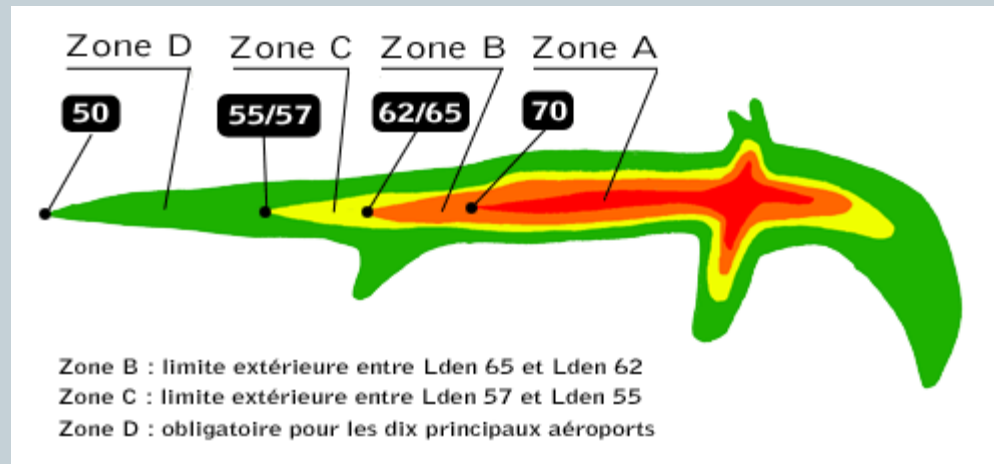 Zone D Zone C Zone B Zone A
50 55/57 62/65 70
Zone B : limite extérieure entre Lden 65 et Lden 62
Zone C : limite extérieure entre Lden 57 et Lden 55
Zone D : obligatoire pour les dix principaux aéroports